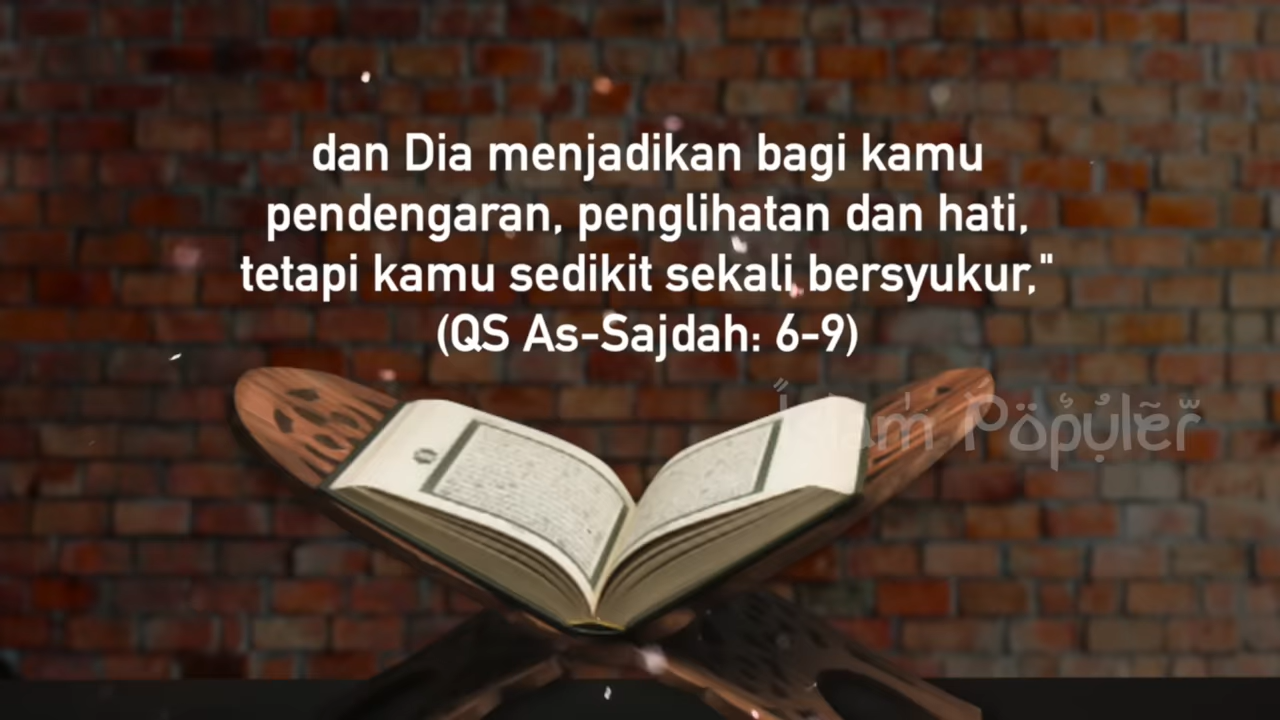 dan Dia menjadikan bagi kamu
pendengaran, penglihatan dan hati,
tetapi kamu sedikit sekali bersyukur,"
(QS As-Sajdah: 6-9)
Islam Populer